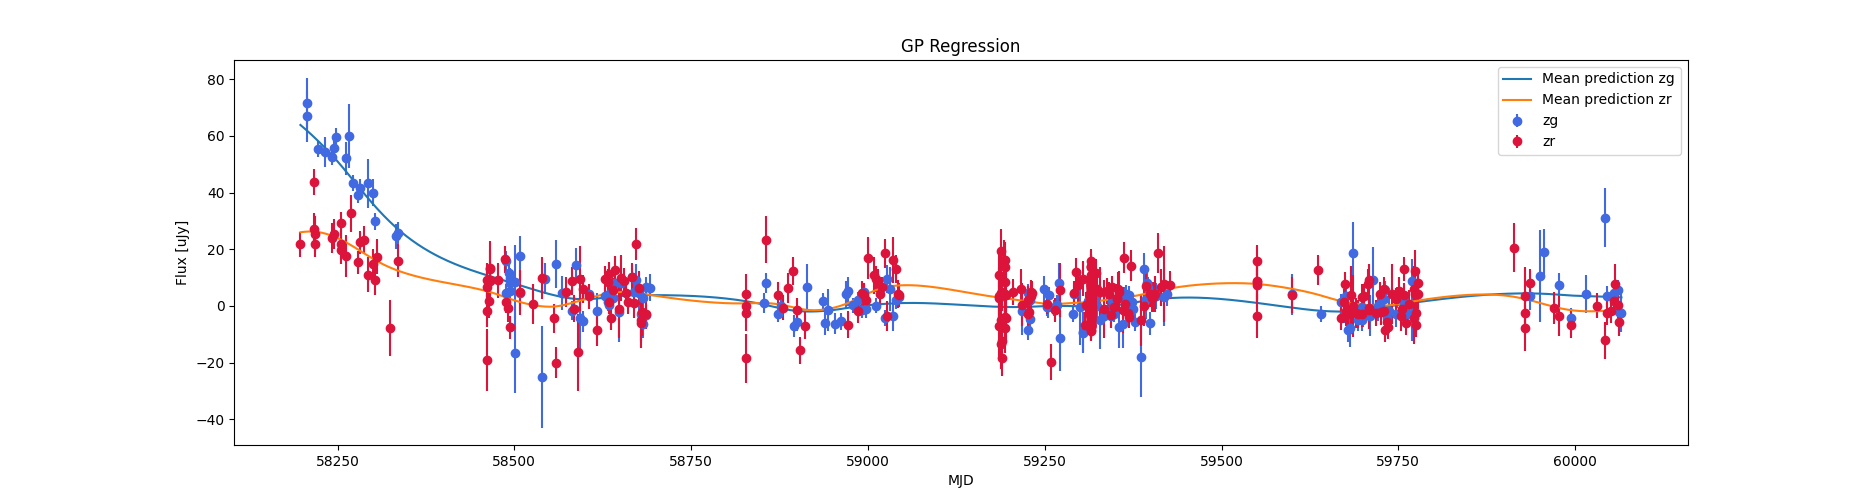 GP Regression
Mean prediction zg
Mean prediction zr
zg
zr
80
60
40
20
0
−20
−40
Flux [uJy]
58250 58500 58750 59000 59250 59500 59750 60000
MJD